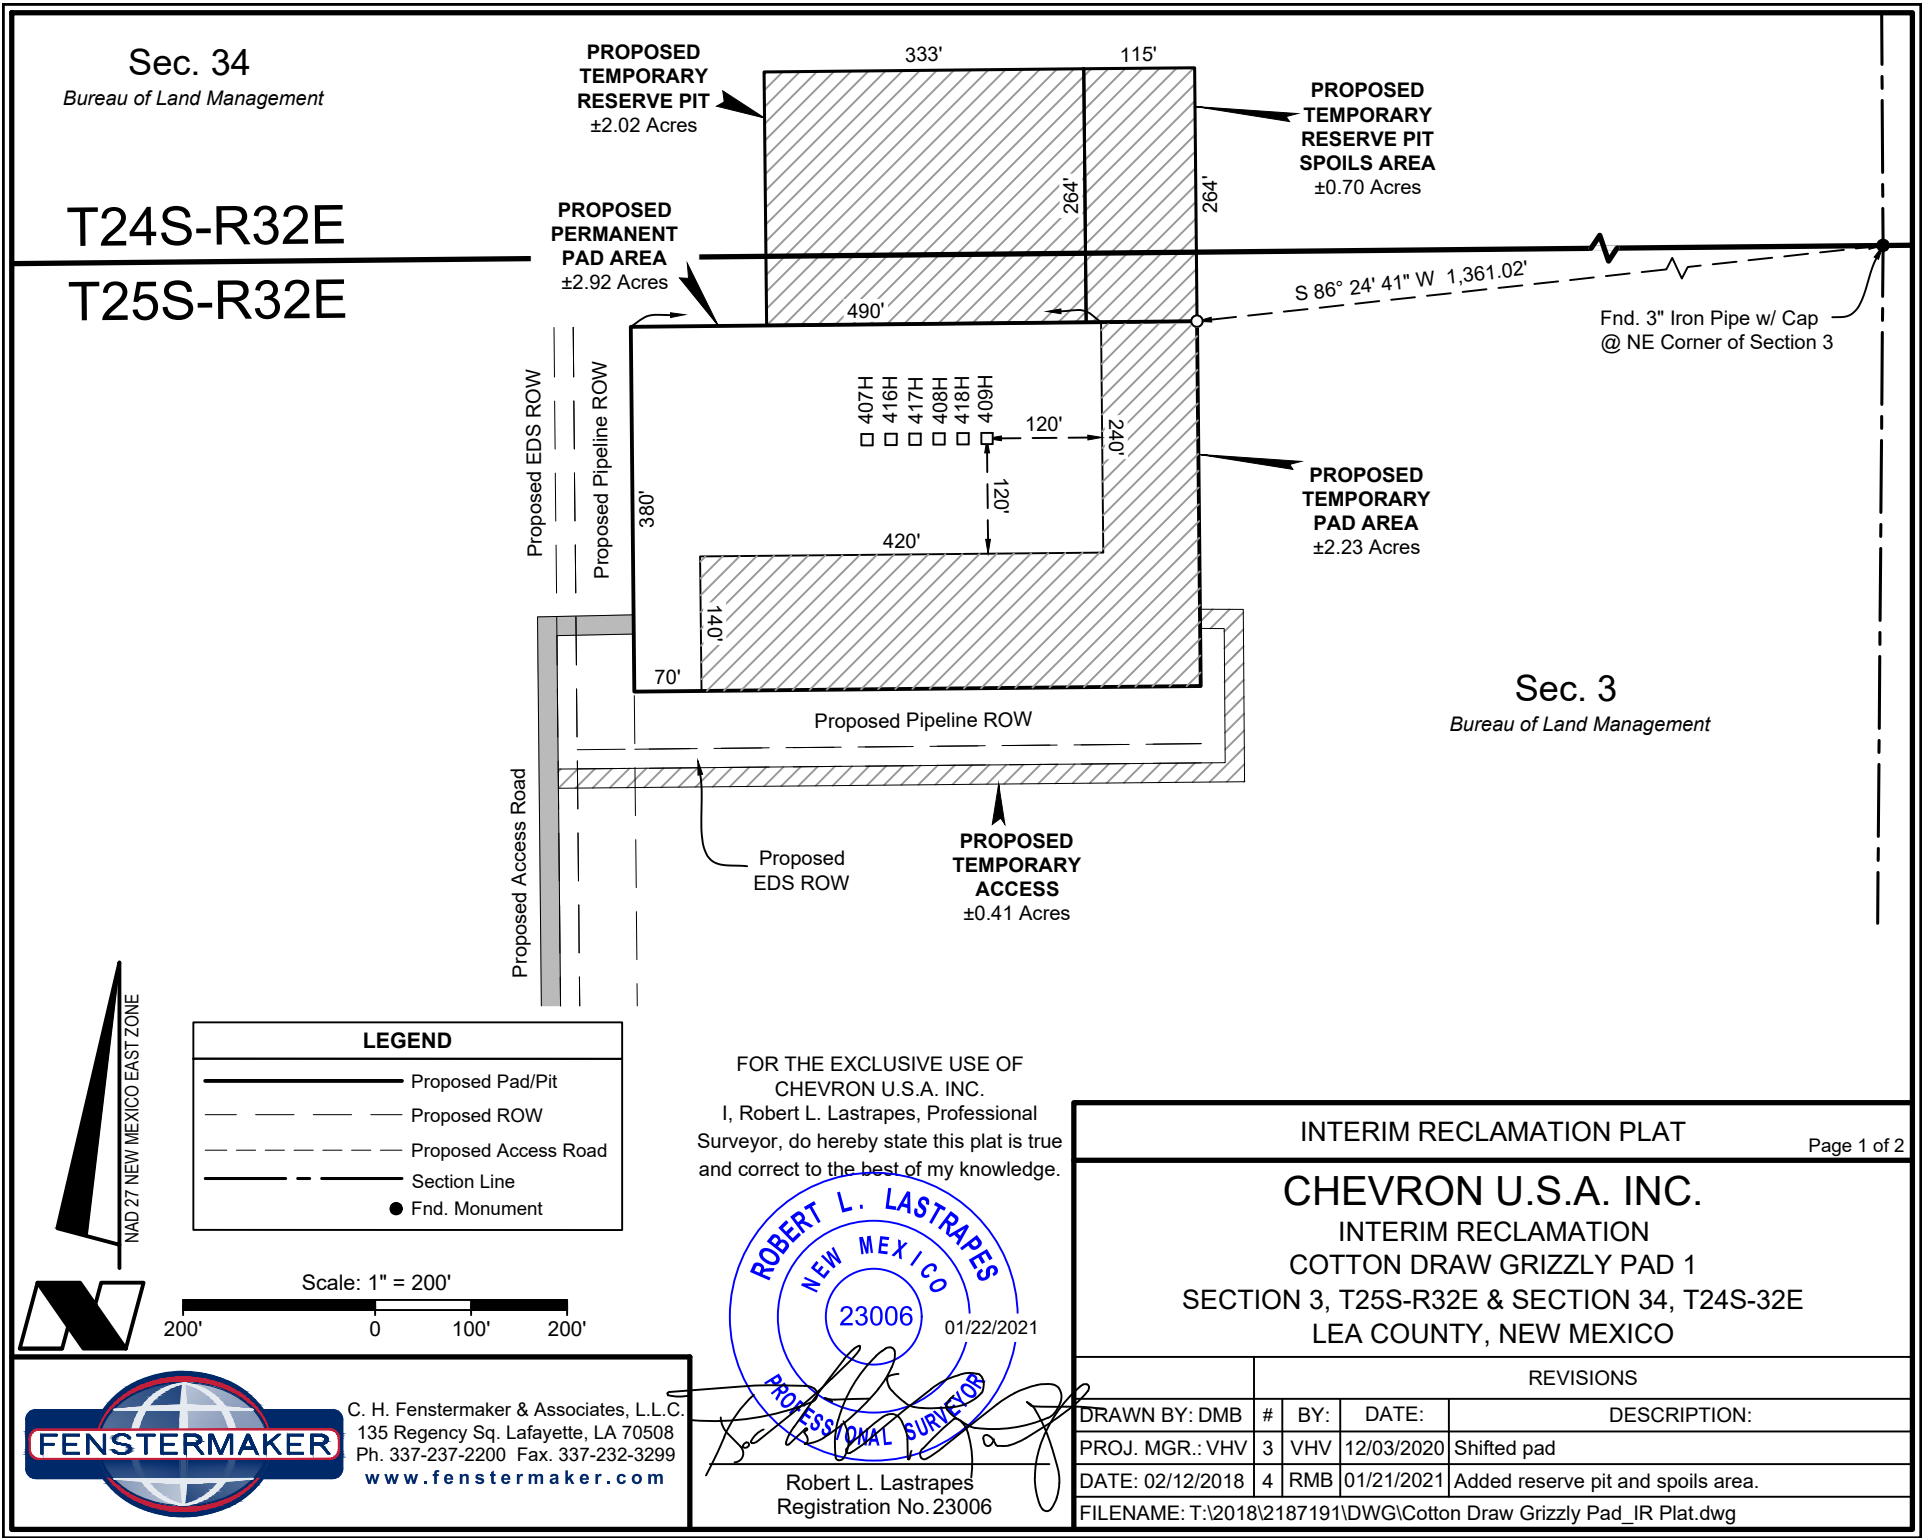 Sec. 34
Bureau of Land Management
T24S-R32E
T25S-R32E
PROPOSED
TEMPORARY
RESERVE PIT
±2.02 Acres
333'
115'
PROPOSED
TEMPORARY
RESERVE PIT
SPOILS AREA
±0.70 Acres
264'
264'
PROPOSED
PERMANENT
PAD AREA
±2.92 Acres
490'
S 86° 24' 41" W 1,361.02'
Fnd. 3" Iron Pipe w/ Cap
@ NE Corner of Section 3
Proposed EDS ROW
Proposed Pipeline ROW
380'
407H
416H
417H
408H
418H
409H
120'
240'
120'
420'
140'
70'
PROPOSED
TEMPORARY
PAD AREA
±2.23 Acres
Sec. 3
Bureau of Land Management
Proposed Pipeline ROW
Proposed Access Road
Proposed
EDS ROW
PROPOSED
TEMPORARY
ACCESS
±0.41 Acres
NAD 27 NEW MEXICO EAST ZONE
LEGEND
Proposed Pad/Pit
Proposed ROW
Proposed Access Road
Section Line
Fnd. Monument
Scale: 1" = 200'
200' 0 100' 200'
FOR THE EXCLUSIVE USE OF
CHEVRON U.S.A. INC.
I, Robert L. Lastrapes, Professional
Surveyor, do hereby state this plat is true
and correct to the best of my knowledge.
ROBERT L. LASTRAPES
NEW MEXICO
23006
PROFESSIONAL SURVEYOR
01/22/2021
Robert L. Lastrapes
Registration No. 23006
FENSTERMAKER
C. H. Fenstermaker & Associates, L.L.C.
135 Regency Sq. Lafayette, LA 70508
Ph. 337-237-2200 Fax. 337-232-3299
www.fenstermaker.com
INTERIM RECLAMATION PLAT
Page 1 of 2
CHEVRON U.S.A. INC.
INTERIM RECLAMATION
COTTON DRAW GRIZZLY PAD 1
SECTION 3, T25S-R32E & SECTION 34, T24S-32E
LEA COUNTY, NEW MEXICO
REVISIONS
DRAWN BY: DMB # BY: DATE: DESCRIPTION:
PROJ. MGR.: VHV 3 VHV 12/03/2020 Shifted pad
DATE: 02/12/2018 4 RMB 01/21/2021 Added reserve pit and spoils area.
FILENAME: T:\2018\2187191\DWG\Cotton Draw Grizzly Pad_IR Plat.dwg